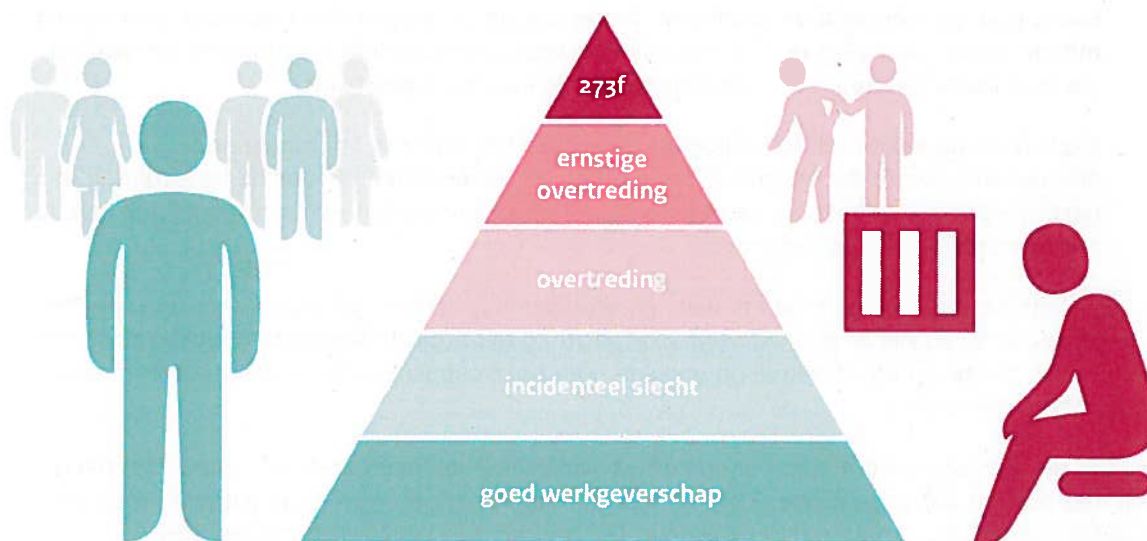 273f
ernstige
overtreding
overtreding
incidenteel slecht
goed werkgeverschap